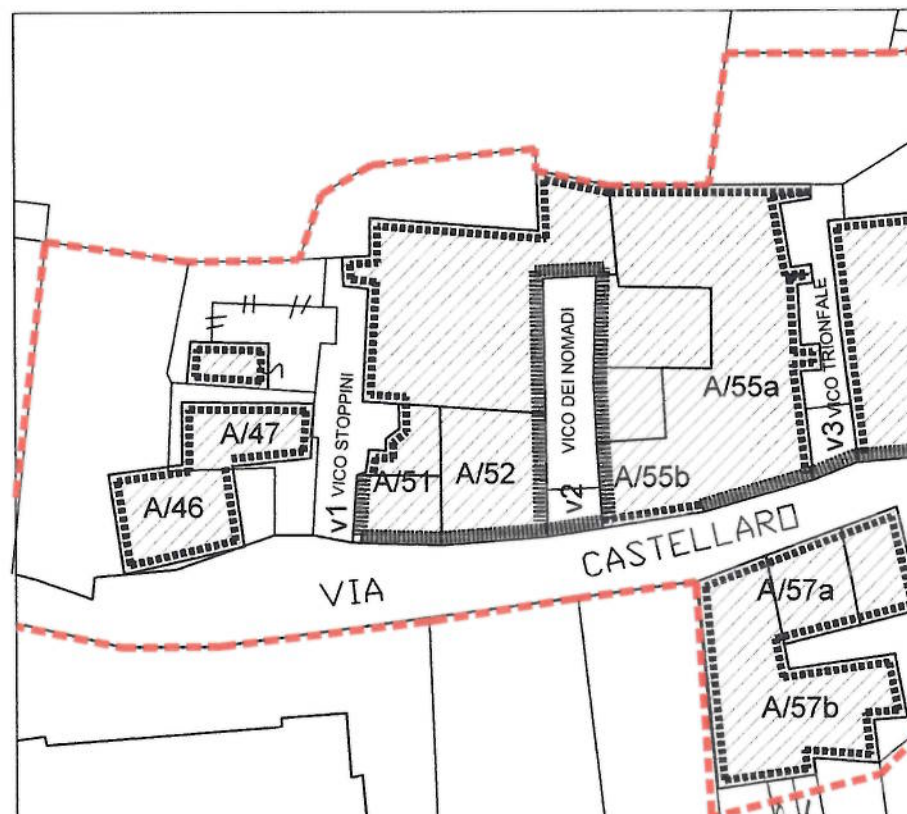 A/47
A/46
v1 VICO STOPPINI
A/51
A/52
VICO DEI NOMADI
v2
A/55a
A/55b
v3 VICO TRIONFALE
VIA CASTELLARO
A/57a
A/57b